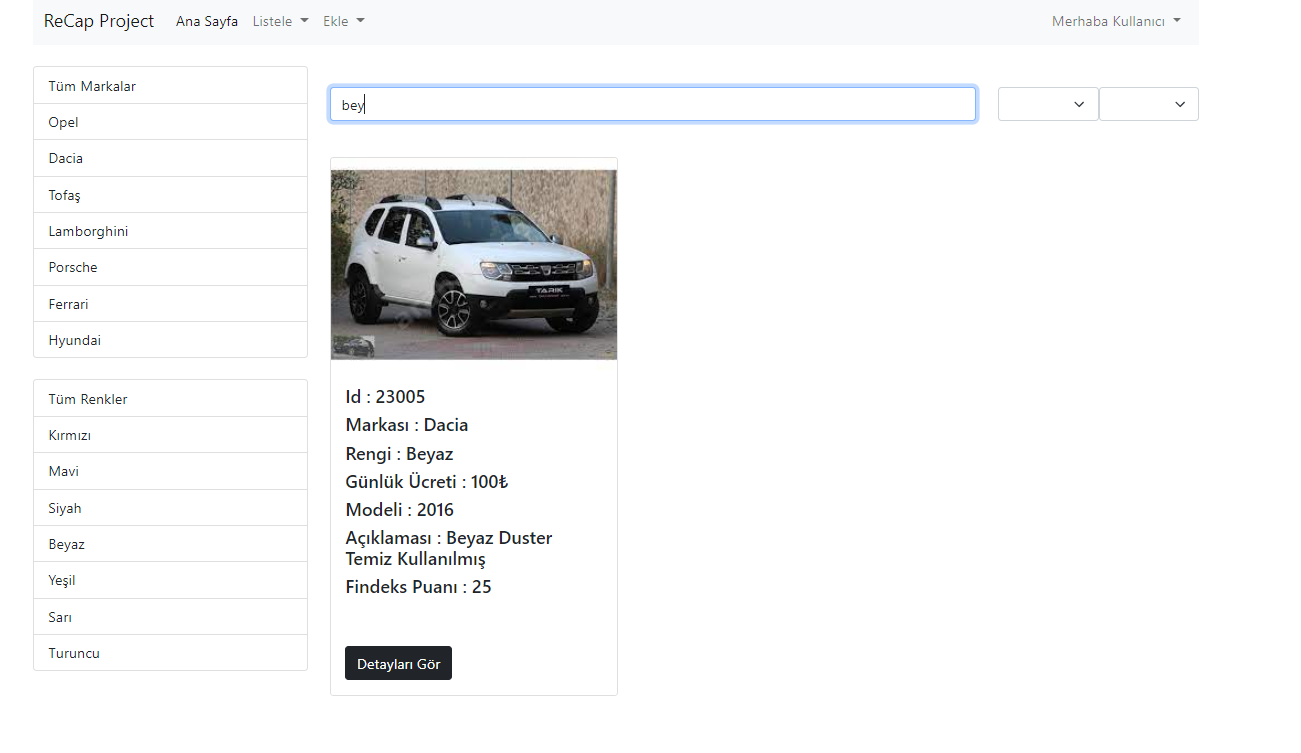 ReCap Project Ana Sayfa Listele Ekle Merhaba Kullanıcı
Tüm Markalar
Opel
Dacia
Tofaş
Lamborghini
Porsche
Ferrari
Hyundai
Tüm Renkler
Kırmızı
Mavi
Siyah
Beyaz
Yeşil
Sarı
Turuncu
bey
TARIK
Id : 23005
Markası : Dacia
Rengi : Beyaz
Günlük Ücreti : 100₺
Modeli : 2016
Açıklaması : Beyaz Duster
Temiz Kullanılmış
Findeks Puanı : 25
Detayları Gör